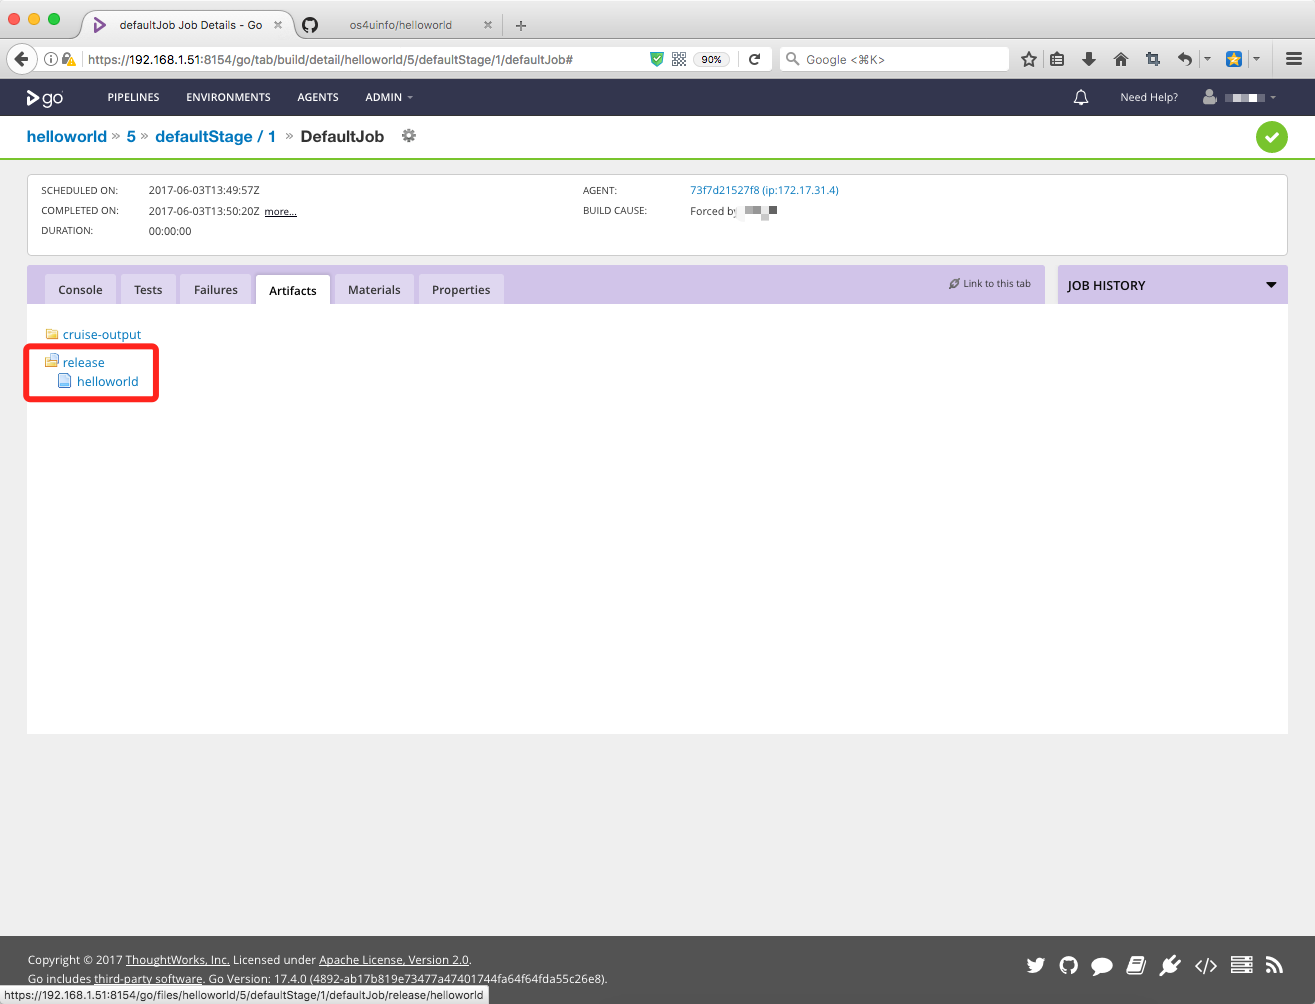 defaultJob Job Details - Go
os4uinfo/helloworld
https://192.168.1.51:8154/go/tab/build/detail/helloworld/5/defaultStage/1/defaultJob#
90%
Google <⌘K>
go
PIPELINES
ENVIRONMENTS
AGENTS
ADMIN
Need Help?
helloworld » 5 » defaultStage / 1 » DefaultJob
SCHEDULED ON: 2017-06-03T13:49:57Z
AGENT: 73f7d21527f8 (ip:172.17.31.4)
COMPLETED ON: 2017-06-03T13:50:20Z more...
BUILD CAUSE: Forced by
DURATION: 00:00:00
Console
Tests
Failures
Artifacts
Materials
Properties
Link to this tab
JOB HISTORY
cruise-output
release
helloworld
Copyright © 2017 ThoughtWorks, Inc. Licensed under Apache License, Version 2.0.
Go includes third-party software. Go Version: 17.4.0 (4892-ab17b819e73477a47401744fa64f64fda55c26e8).
https://192.168.1.51:8154/go/files/helloworld/5/defaultStage/1/defaultJob/release/helloworld